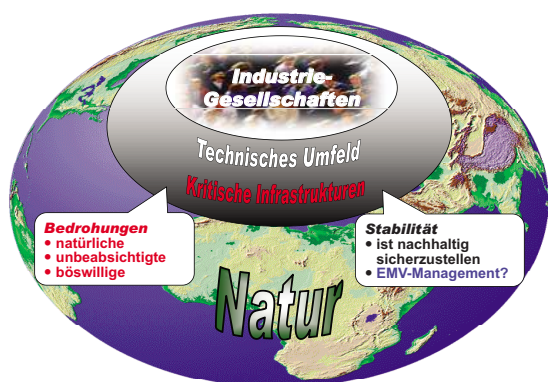 Industrie-
Gesellschaften
Technisches Umfeld
Kritische Infrastrukturen
Bedrohungen
• natürliche
• unbeabsichtigte
• böswillige
Stabilität
• ist nachhaltig
sicherzustellen
• EMV-Management?
Natur